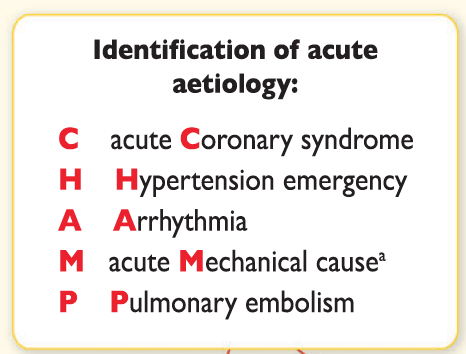 Identification of acute
aetiology:
C acute Coronary syndrome
H Hypertension emergency
A Arrhythmia
M acute Mechanical causeᵃ
P Pulmonary embolism